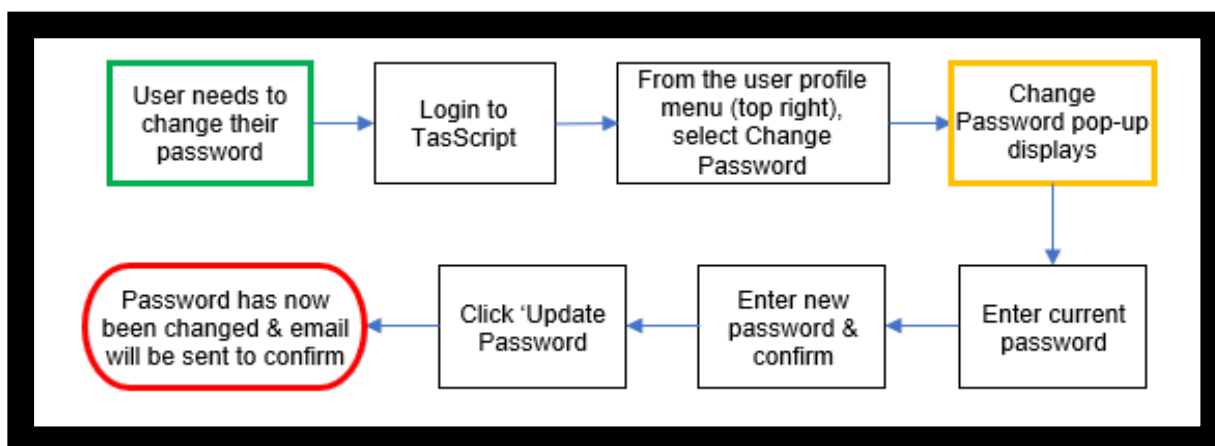 User needs to
change their
password
Login to
TasScript
From the user profile
menu (top right),
select Change
Password
Change
Password pop-up
displays
Enter current
password
Enter new
password &
confirm
Click ‘Update
Password
Password has now
been changed & email
will be sent to confirm